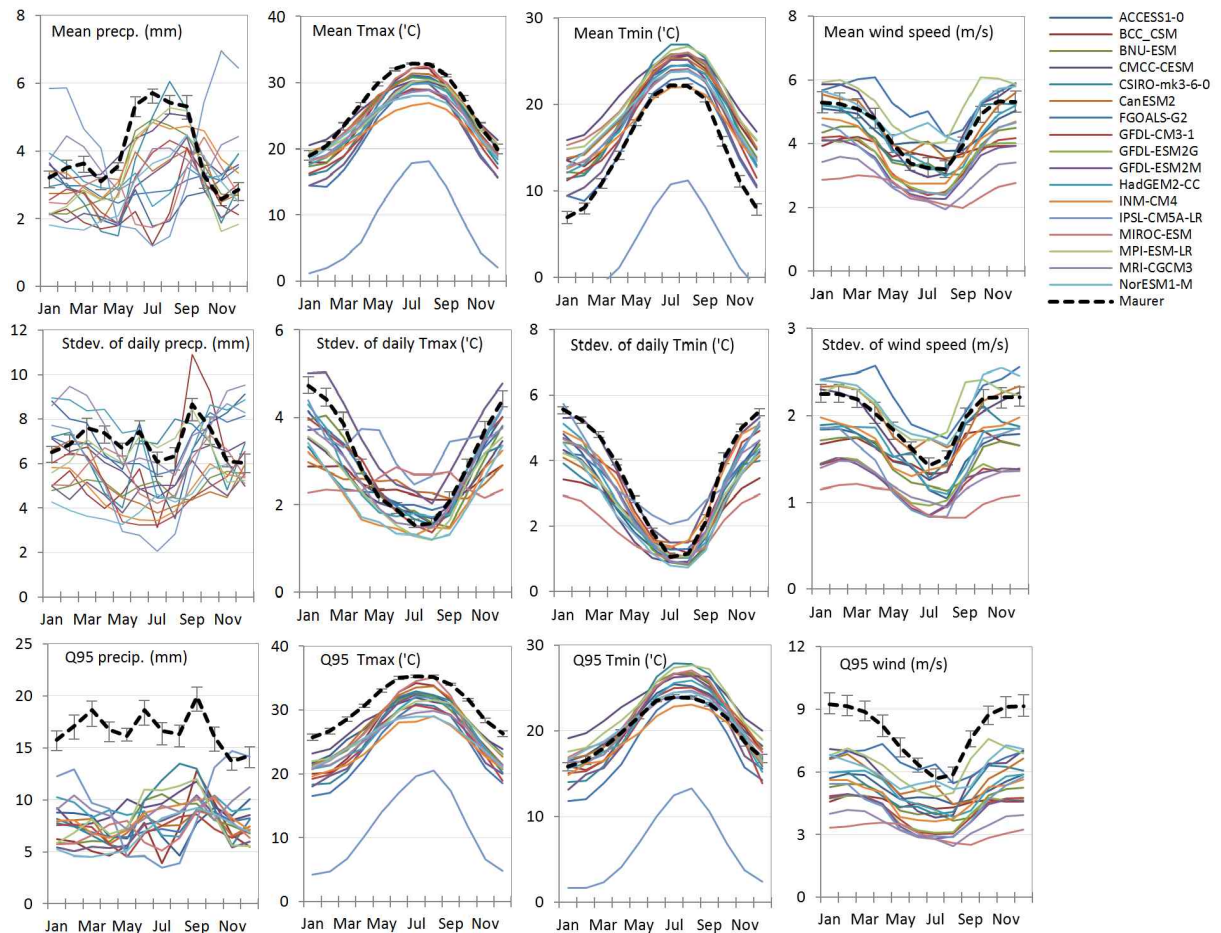 Mean precp. (mm)
8
6
4
2
0
Jan Mar May Jul Sep Nov
Mean Tmax ('C)
40
30
20
10
0
Jan Mar May Jul Sep Nov
Mean Tmin ('C)
30
20
10
0
Jan Mar May Jul Sep Nov
Mean wind speed (m/s)
8
6
4
2
0
Jan Mar May Jul Sep Nov
ACCESS1-0
BCC_CSM
BNU-ESM
CMCC-CESM
CSIRO-mk3-6-0
CanESM2
FGOALS-G2
GFDL-CM3-1
GFDL-ESM2G
GFDL-ESM2M
HadGEM2-CC
INM-CM4
IPSL-CM5A-LR
MIROC-ESM
MPI-ESM-LR
MRI-CGCM3
NorESM1-M
Maurer
Stdev. of daily precp. (mm)
12
10
8
6
4
2
0
Jan Mar May Jul Sep Nov
Stdev. of daily Tmax ('C)
6
4
2
0
Jan Mar May Jul Sep Nov
Stdev. of daily Tmin ('C)
8
6
4
2
0
Jan Mar May Jul Sep Nov
Stdev. of wind speed (m/s)
3
2
1
0
Jan Mar May Jul Sep Nov
Q95 precip. (mm)
25
20
15
10
5
0
Jan Mar May Jul Sep Nov
Q95 Tmax ('C)
40
30
20
10
0
Jan Mar May Jul Sep Nov
Q95 Tmin ('C)
30
20
10
0
Jan Mar May Jul Sep Nov
Q95 wind (m/s)
12
9
6
3
0
Jan Mar May Jul Sep Nov